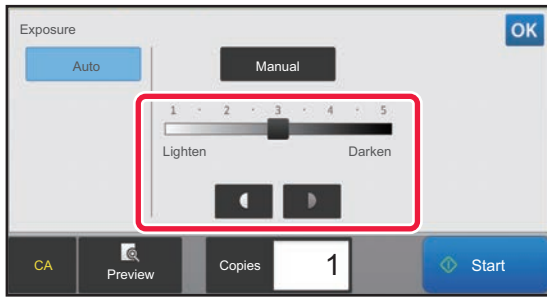 Exposure
OK
Auto
Manual
1 · 2 · 3 · 4 · 5
Lighten Darken
CA
Preview
Copies
1
Start